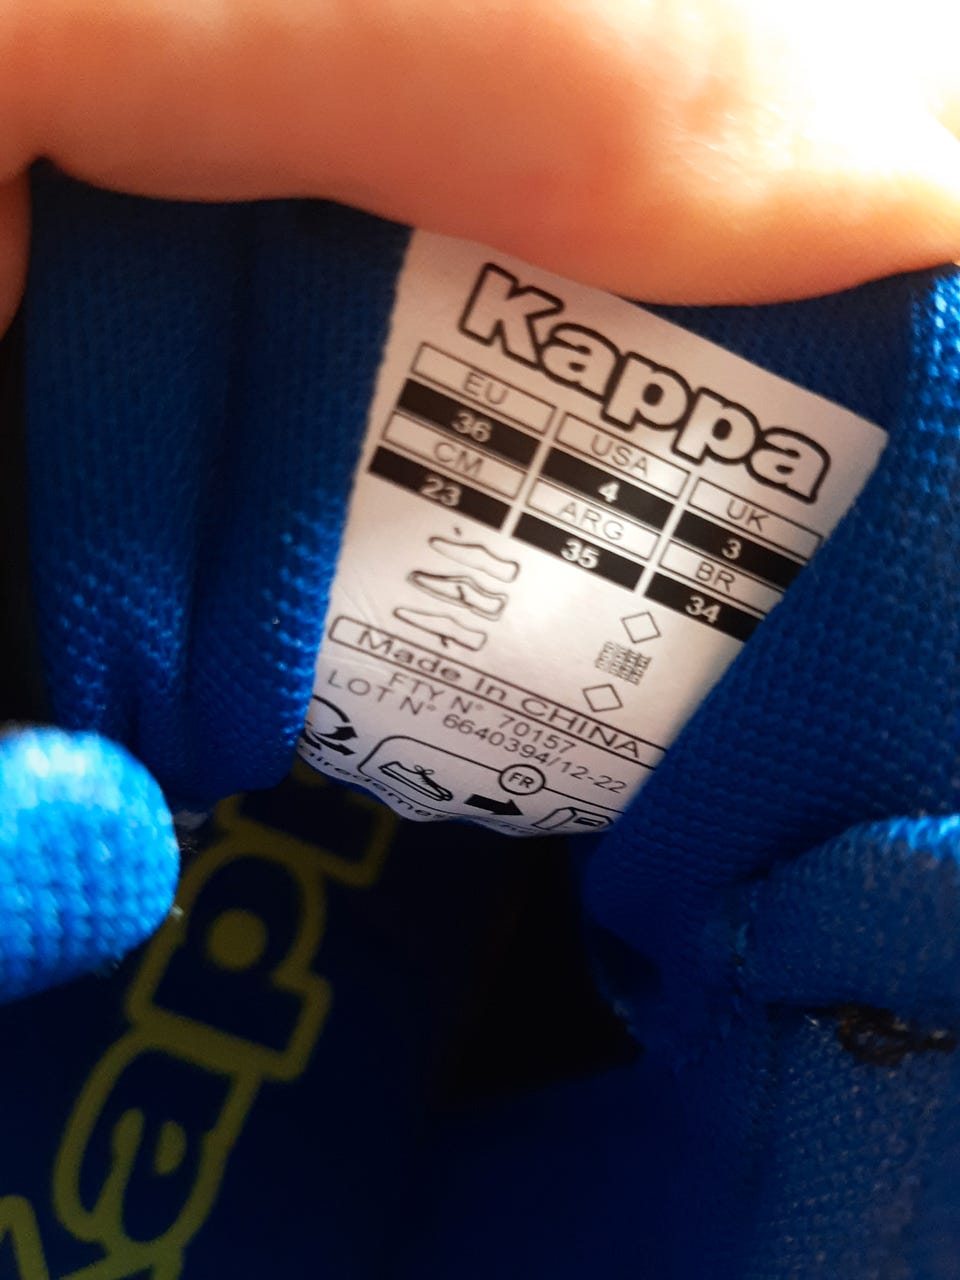 Kappa
EU USA UK
36 4 3
CM ARG BR
23 35 34
Made In CHINA
FTY N° 70157
LOT N° 6640394/12-22
FR